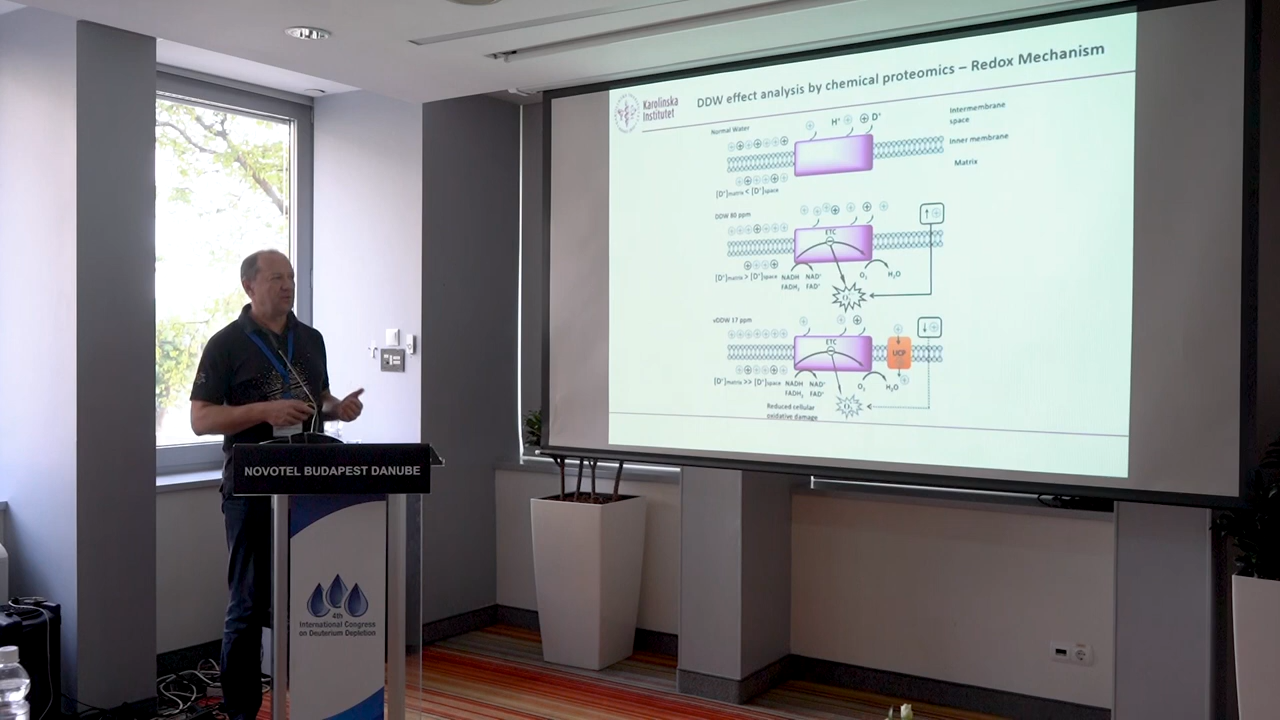 DDW effect analysis by chemical proteomics – Redox Mechanism
Karolinska
Institutet
Normal Water
H⁺
D⁺
Intermembrane
space
Inner membrane
Matrix
[D⁺]matrix < [D⁺]space
DDW 80 ppm
ETC
[D⁺]matrix > [D⁺]space
NADH NAD⁺ O₂ H₂O
FADH₂ FAD⁺
vDDW 17 ppm
ETC
UCP
[D⁺]matrix >> [D⁺]space
NADH NAD⁺ O₂ H₂O
FADH₂ FAD⁺
Reduced cellular
oxidative damage
NOVOTEL BUDAPEST DANUBE
4th
International Congress
on Deuterium Depletion